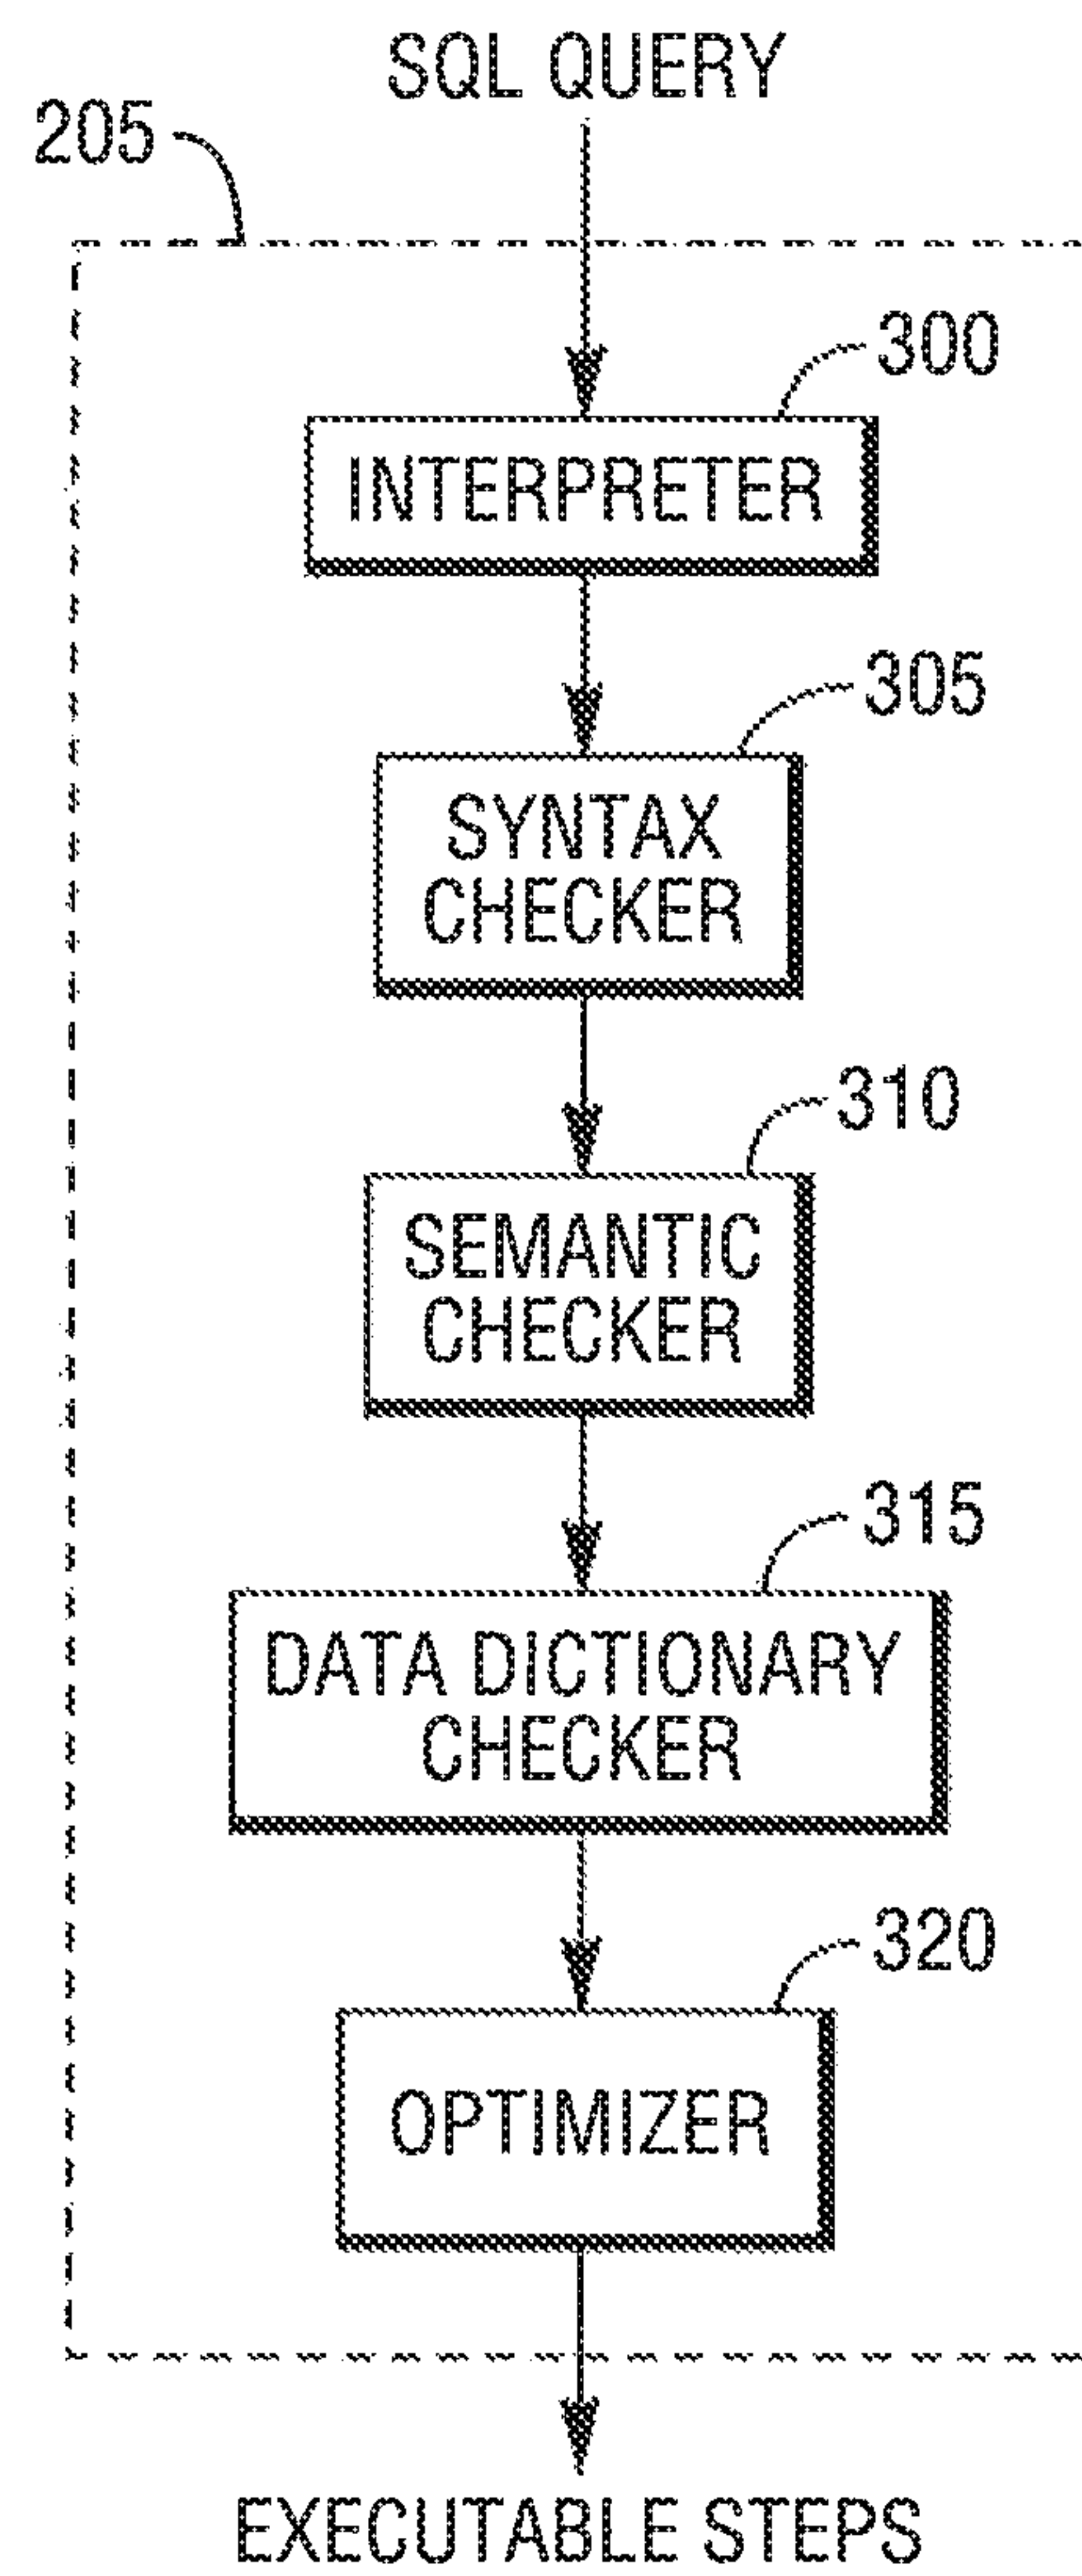 SQL QUERY
205
300
INTERPRETER
305
SYNTAX
CHECKER
310
SEMANTIC
CHECKER
315
DATA DICTIONARY
CHECKER
320
OPTIMIZER
EXECUTABLE STEPS